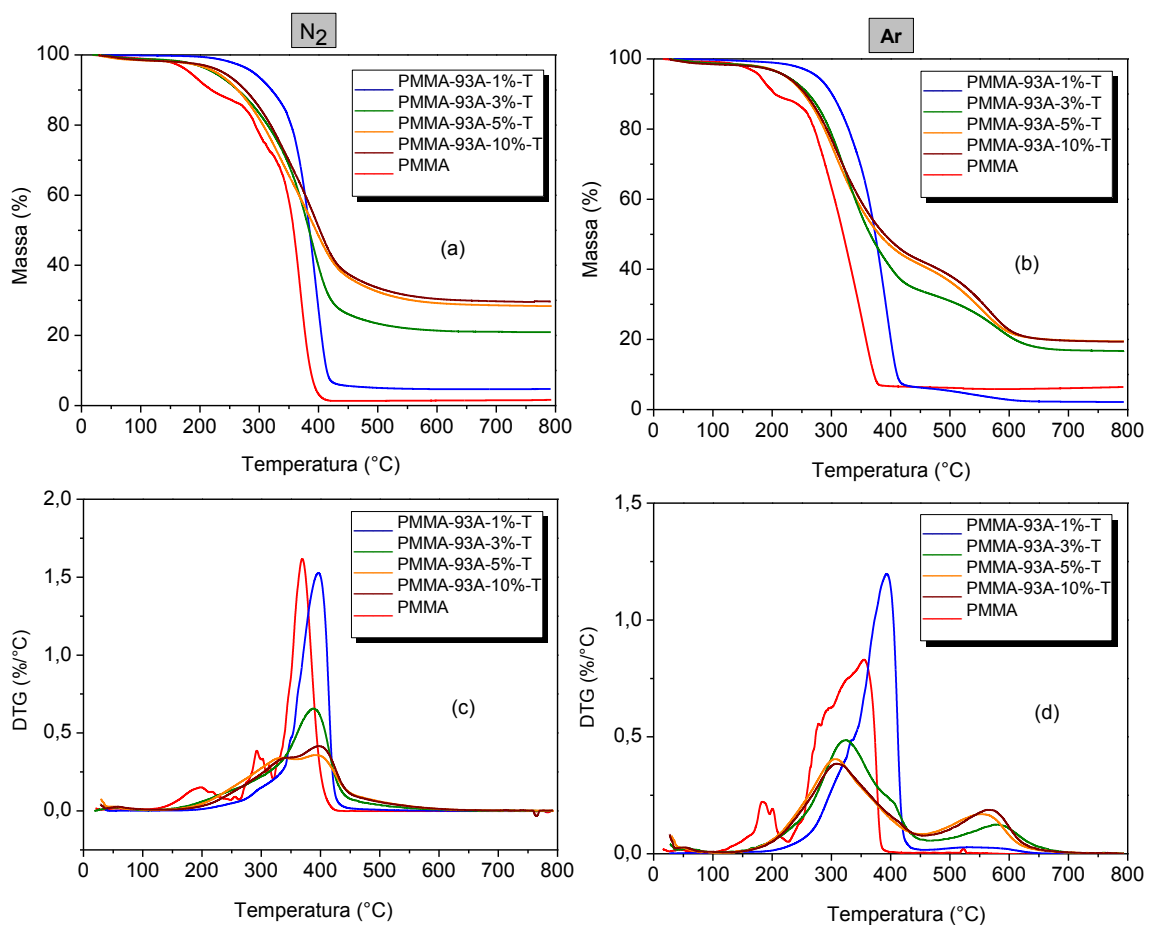 N2
Ar
100
80
60
40
20
0
Massa (%)
PMMA-93A-1%-T
PMMA-93A-3%-T
PMMA-93A-5%-T
PMMA-93A-10%-T
PMMA
(a)
0 100 200 300 400 500 600 700 800
Temperatura (°C)
100
80
60
40
20
0
Massa (%)
PMMA-93A-1%-T
PMMA-93A-3%-T
PMMA-93A-5%-T
PMMA-93A-10%-T
PMMA
(b)
0 100 200 300 400 500 600 700 800
Temperatura (°C)
2,0
1,5
1,0
0,5
0,0
DTG (%/°C)
PMMA-93A-1%-T
PMMA-93A-3%-T
PMMA-93A-5%-T
PMMA-93A-10%-T
PMMA
(c)
0 100 200 300 400 500 600 700 800
Temperatura (°C)
1,5
1,0
0,5
0,0
DTG (%/°C)
PMMA-93A-1%-T
PMMA-93A-3%-T
PMMA-93A-5%-T
PMMA-93A-10%-T
PMMA
(d)
0 100 200 300 400 500 600 700 800
Temperatura (°C)